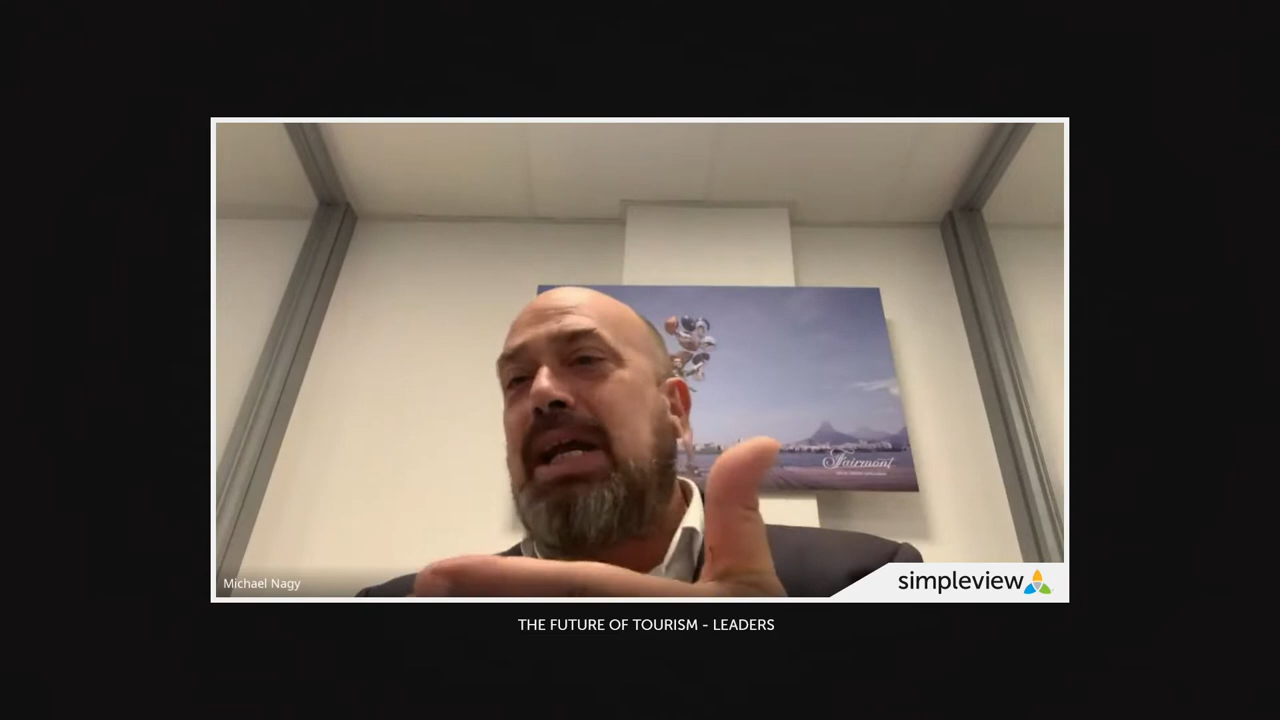 Fairmont
Michael Nagy
simpleview
THE FUTURE OF TOURISM - LEADERS